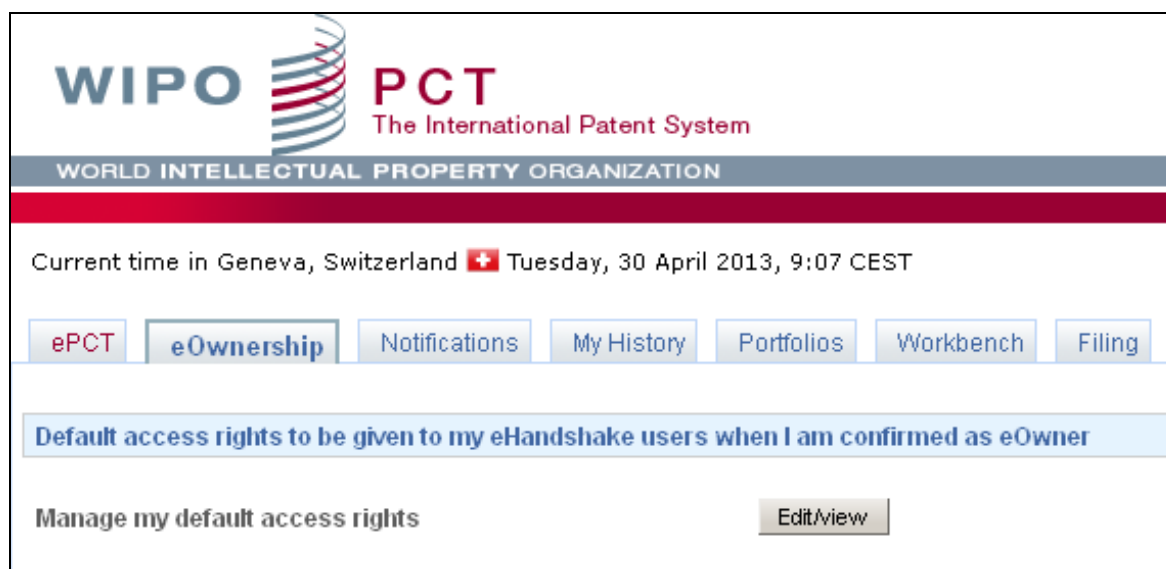 WIPO
PCT
The International Patent System
WORLD INTELLECTUAL PROPERTY ORGANIZATION
Current time in Geneva, Switzerland Tuesday, 30 April 2013, 9:07 CEST
ePCT eOwnership Notifications My History Portfolios Workbench Filing
Default access rights to be given to my eHandshake users when I am confirmed as eOwner
Manage my default access rights Edit/view